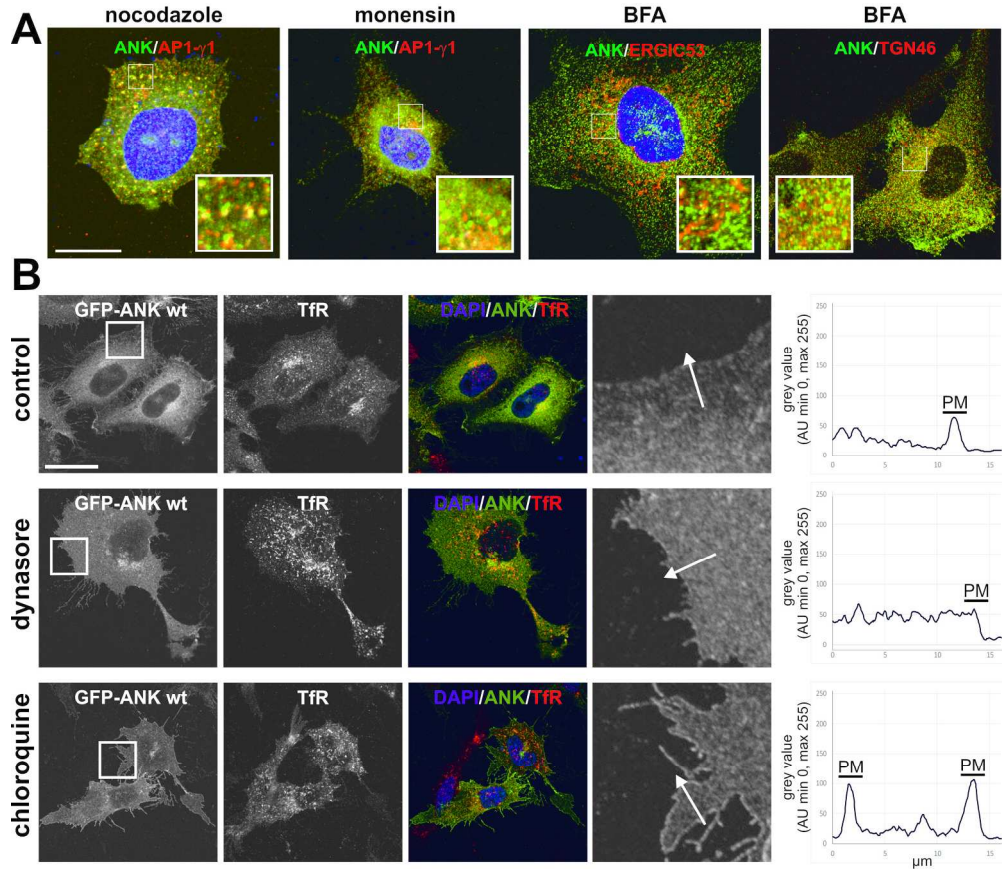 A
nocodazole
monensin
BFA
BFA
ANK/AP1-γ1
ANK/AP1-γ1
ANK/ERGIC53
ANK/TGN46
B
control
GFP-ANK wt
TfR
DAPI/ANK/TfR
grey value
(AU min 0, max 255)
250
200
150
100
50
0
PM
0
5
10
15
dynasore
GFP-ANK wt
TfR
DAPI/ANK/TfR
grey value
(AU min 0, max 255)
250
200
150
100
50
0
PM
0
5
10
15
chloroquine
GFP-ANK wt
TfR
DAPI/ANK/TfR
grey value
(AU min 0, max 255)
250
200
150
100
50
0
PM
PM
0
5
10
15
µm